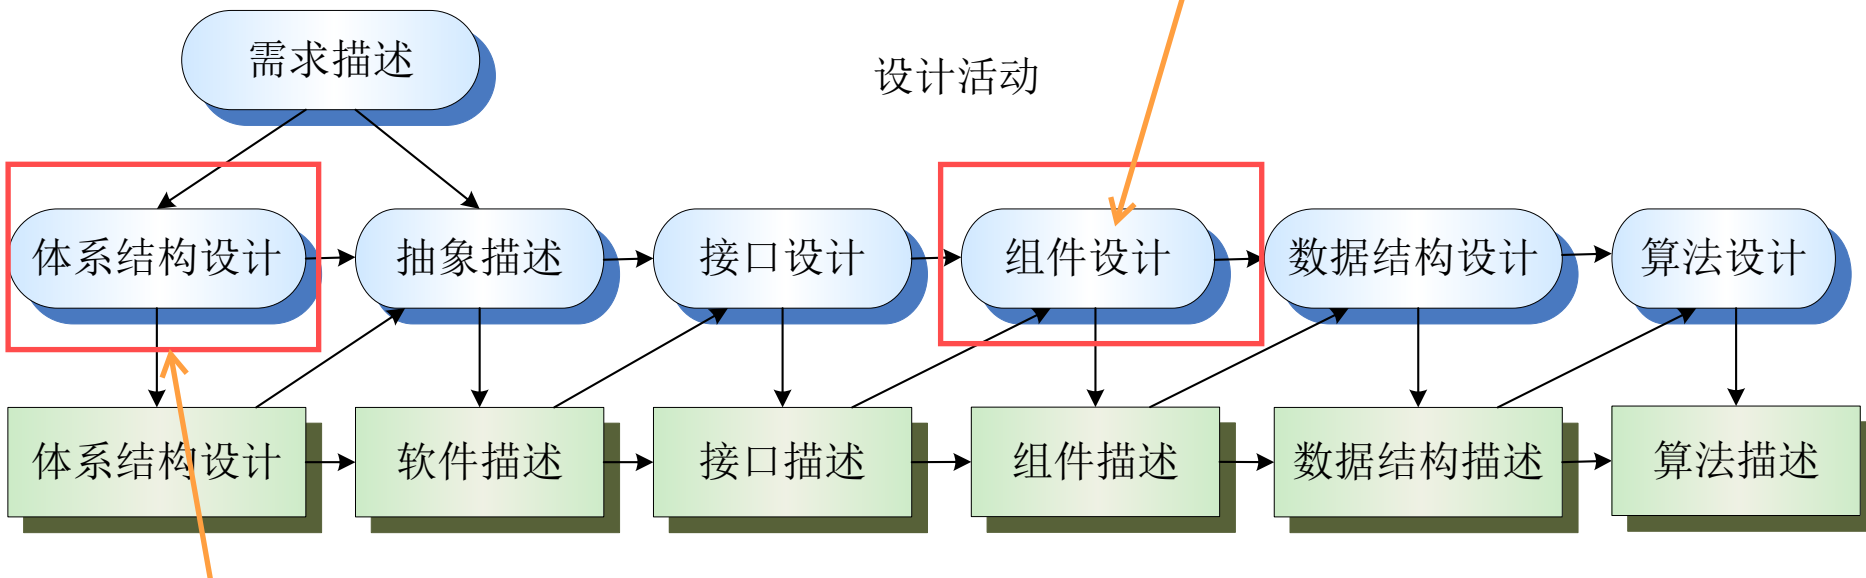 需求描述
设计活动
体系结构设计
抽象描述
接口设计
组件设计
数据结构设计
算法设计
体系结构设计
软件描述
接口描述
组件描述
数据结构描述
算法描述